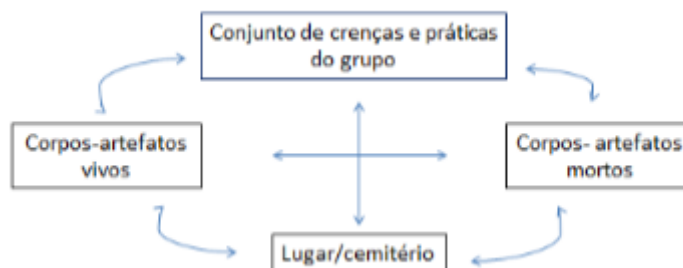 Conjunto de crenças e práticas
do grupo
Corpos-artefatos
vivos
Corpos- artefatos
mortos
Lugar/cemitério